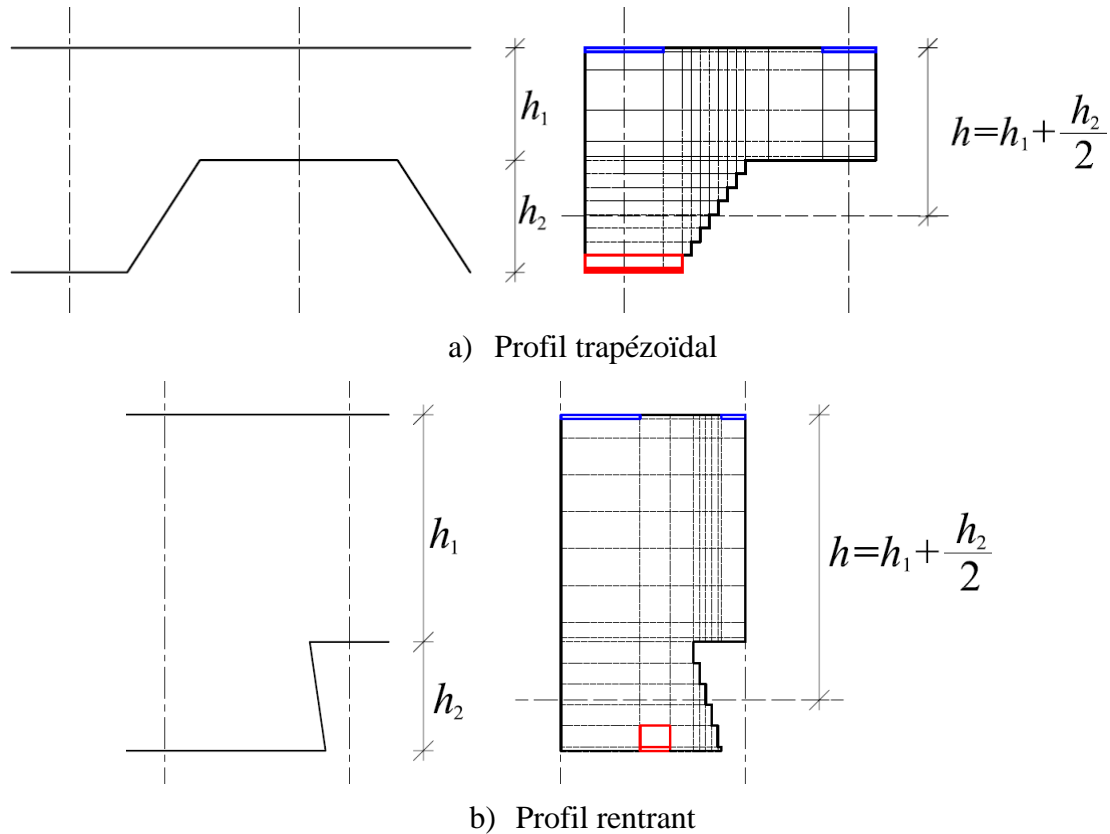 h₁
h₂
h=h₁+h₂/2
a) Profil trapézoïdal
h₁
h₂
h=h₁+h₂/2
b) Profil rentrant